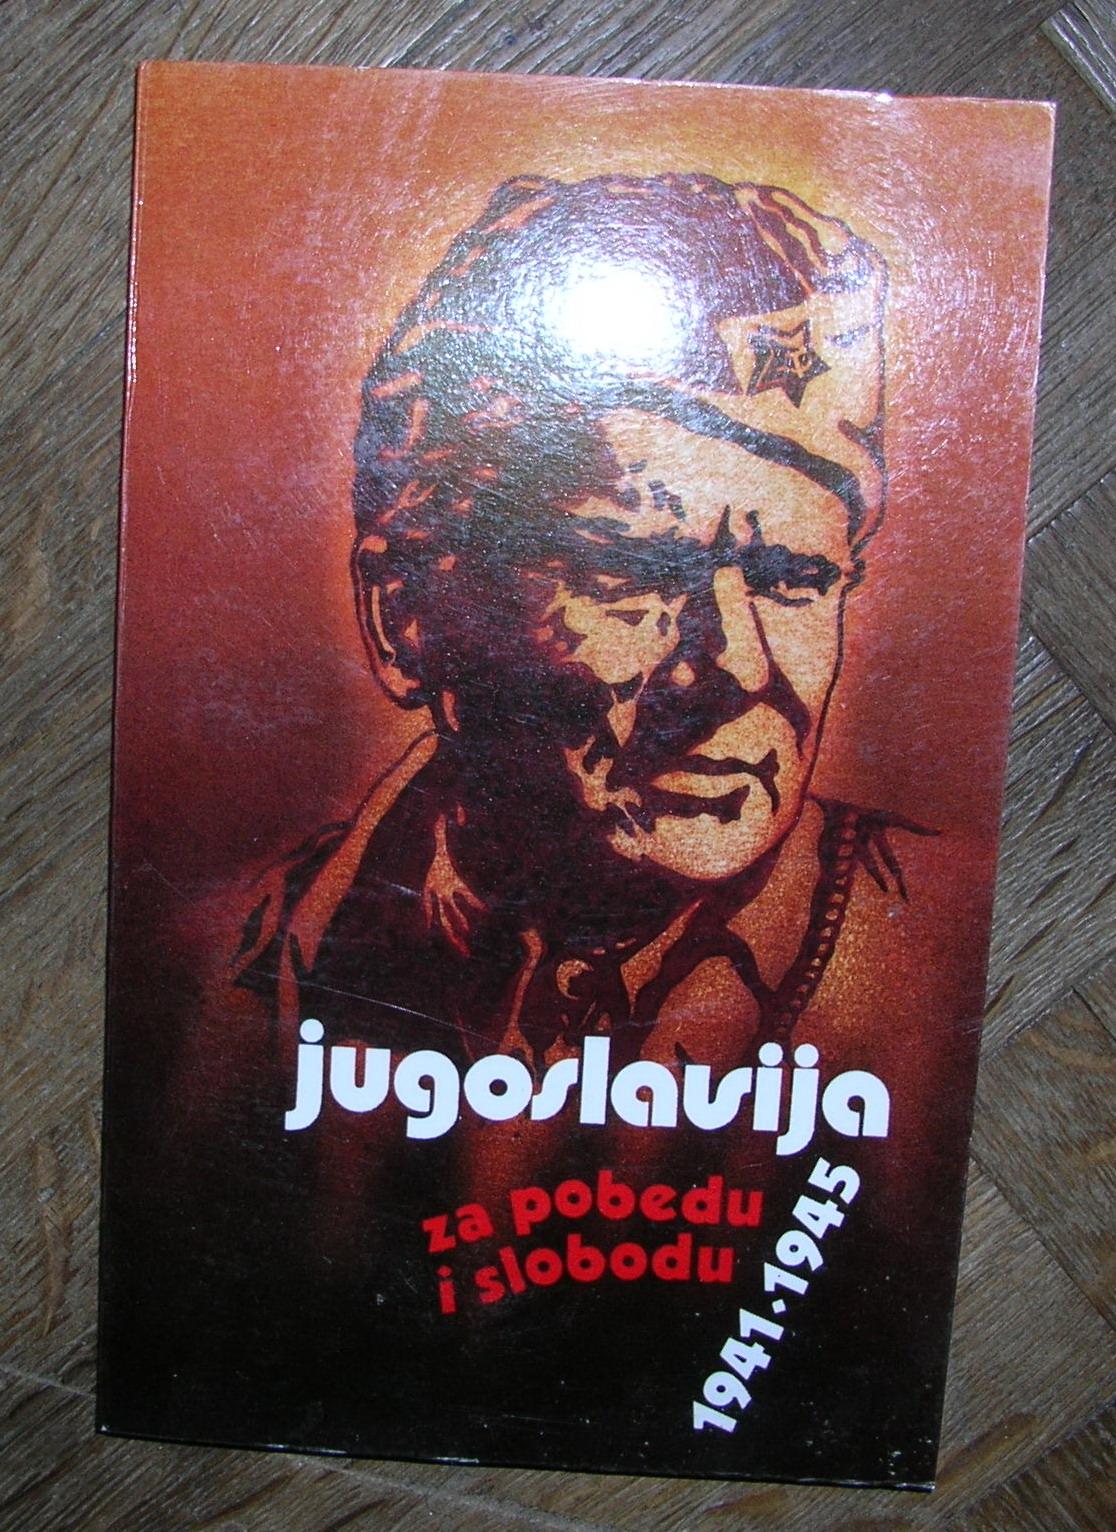 jugoslavija
za pobedu
i slobodu
1941·1945